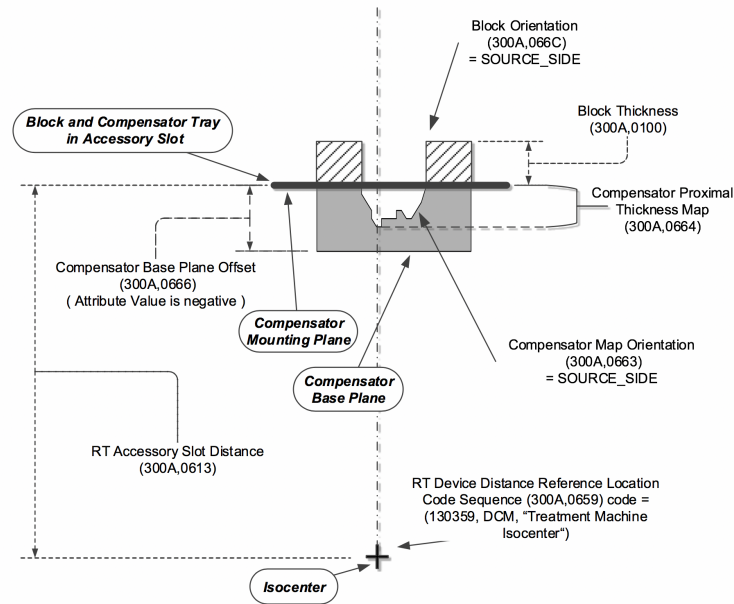 Block Orientation
(300A,066C)
= SOURCE_SIDE
Block Thickness
(300A,0100)
Block and Compensator Tray
in Accessory Slot
Compensator Proximal
Thickness Map
(300A,0664)
Compensator Base Plane Offset
(300A,0666)
( Attribute Value is negative )
Compensator
Mounting Plane
Compensator Map Orientation
(300A,0663)
= SOURCE_SIDE
Compensator
Base Plane
RT Accessory Slot Distance
(300A,0613)
RT Device Distance Reference Location
Code Sequence (300A,0659) code =
(130359, DCM, “Treatment Machine
Isocenter“)
Isocenter